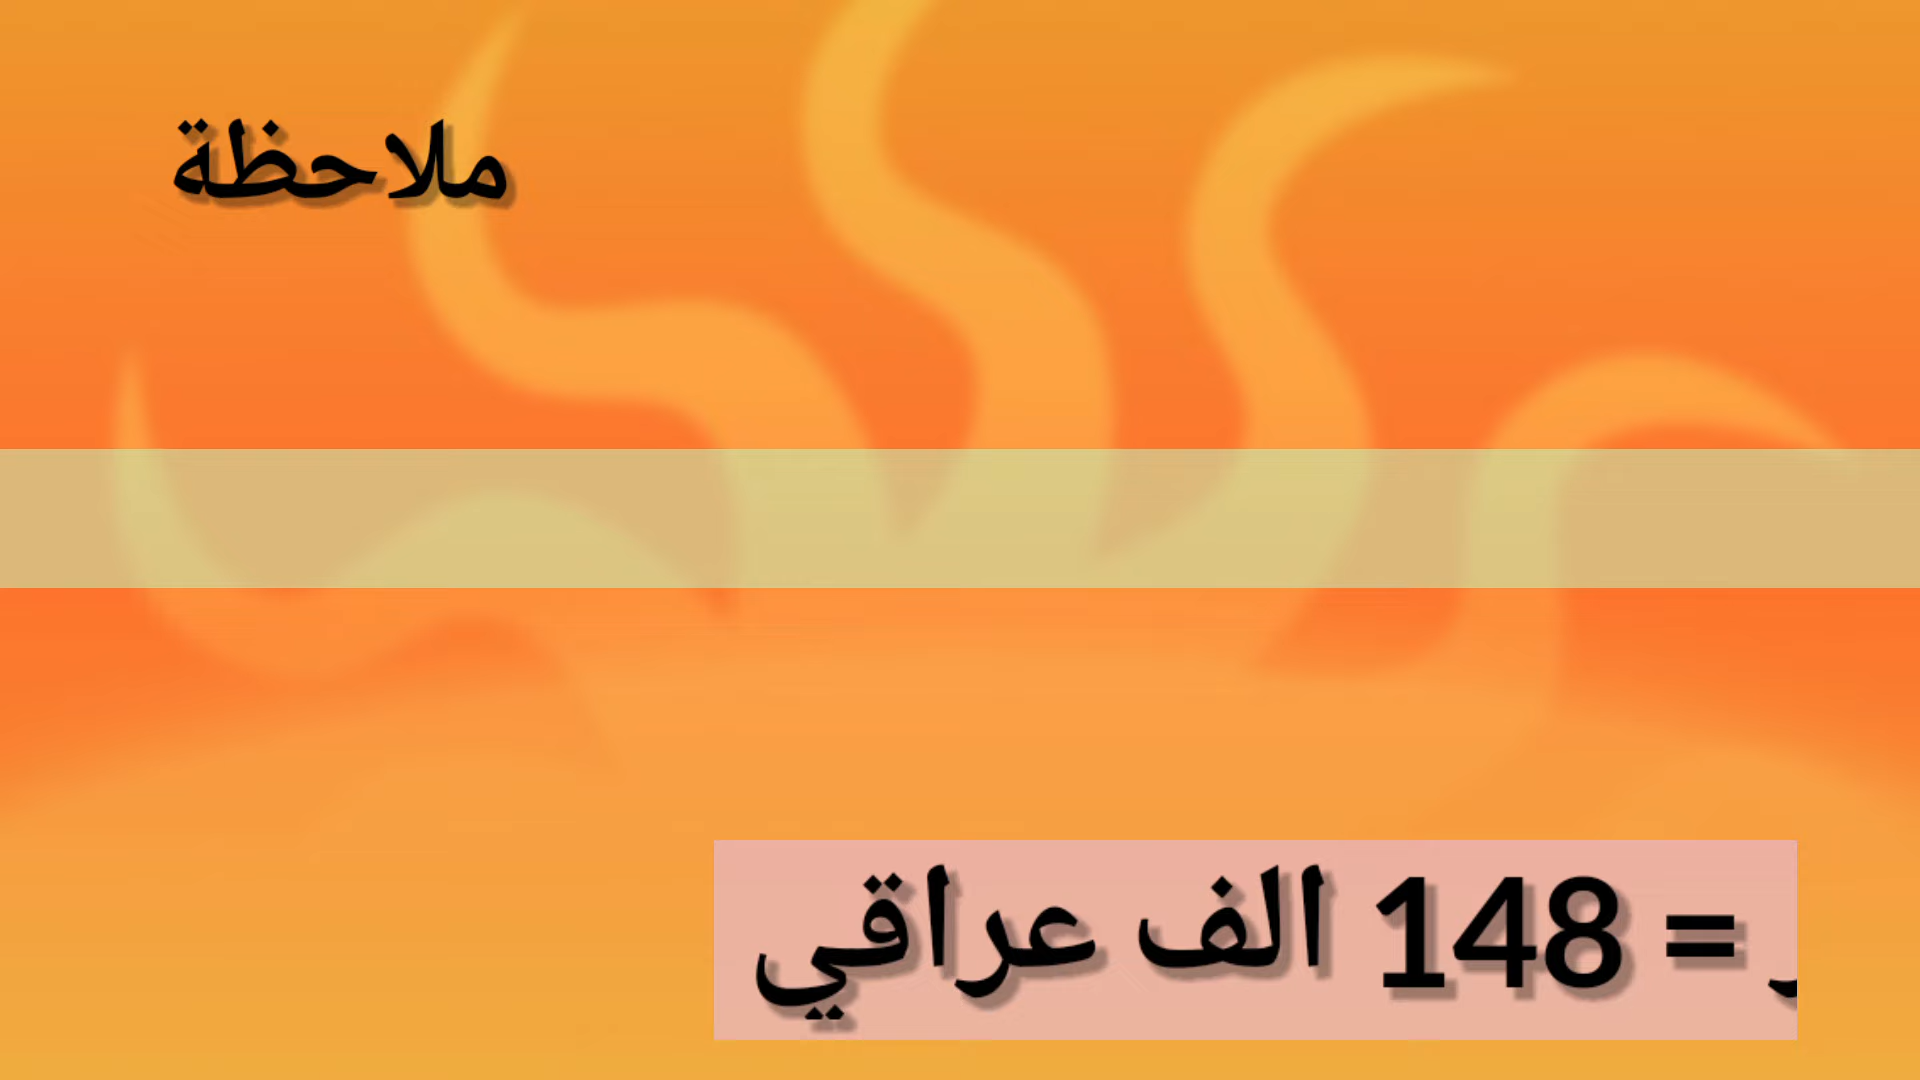 ملاحظة
= 148 الف عراقي